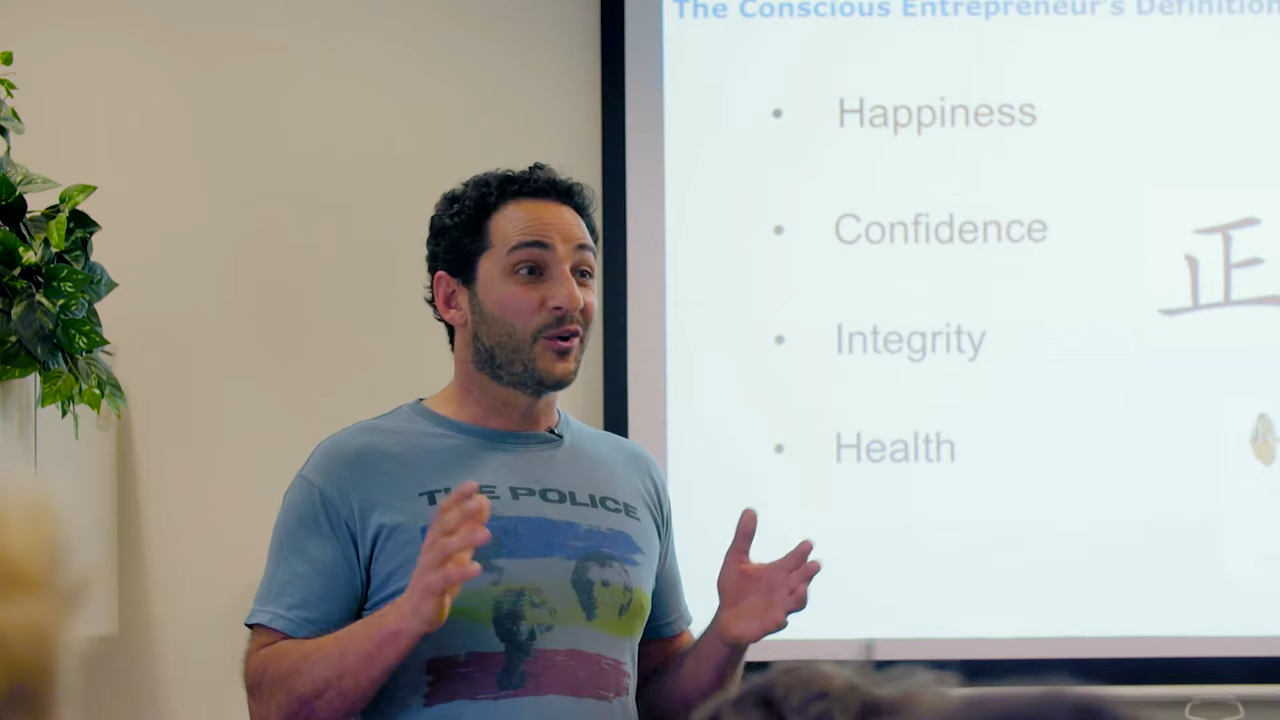 The Conscious Entrepreneur's Definition
• Happiness
• Confidence
正
• Integrity
• Health
THE POLICE